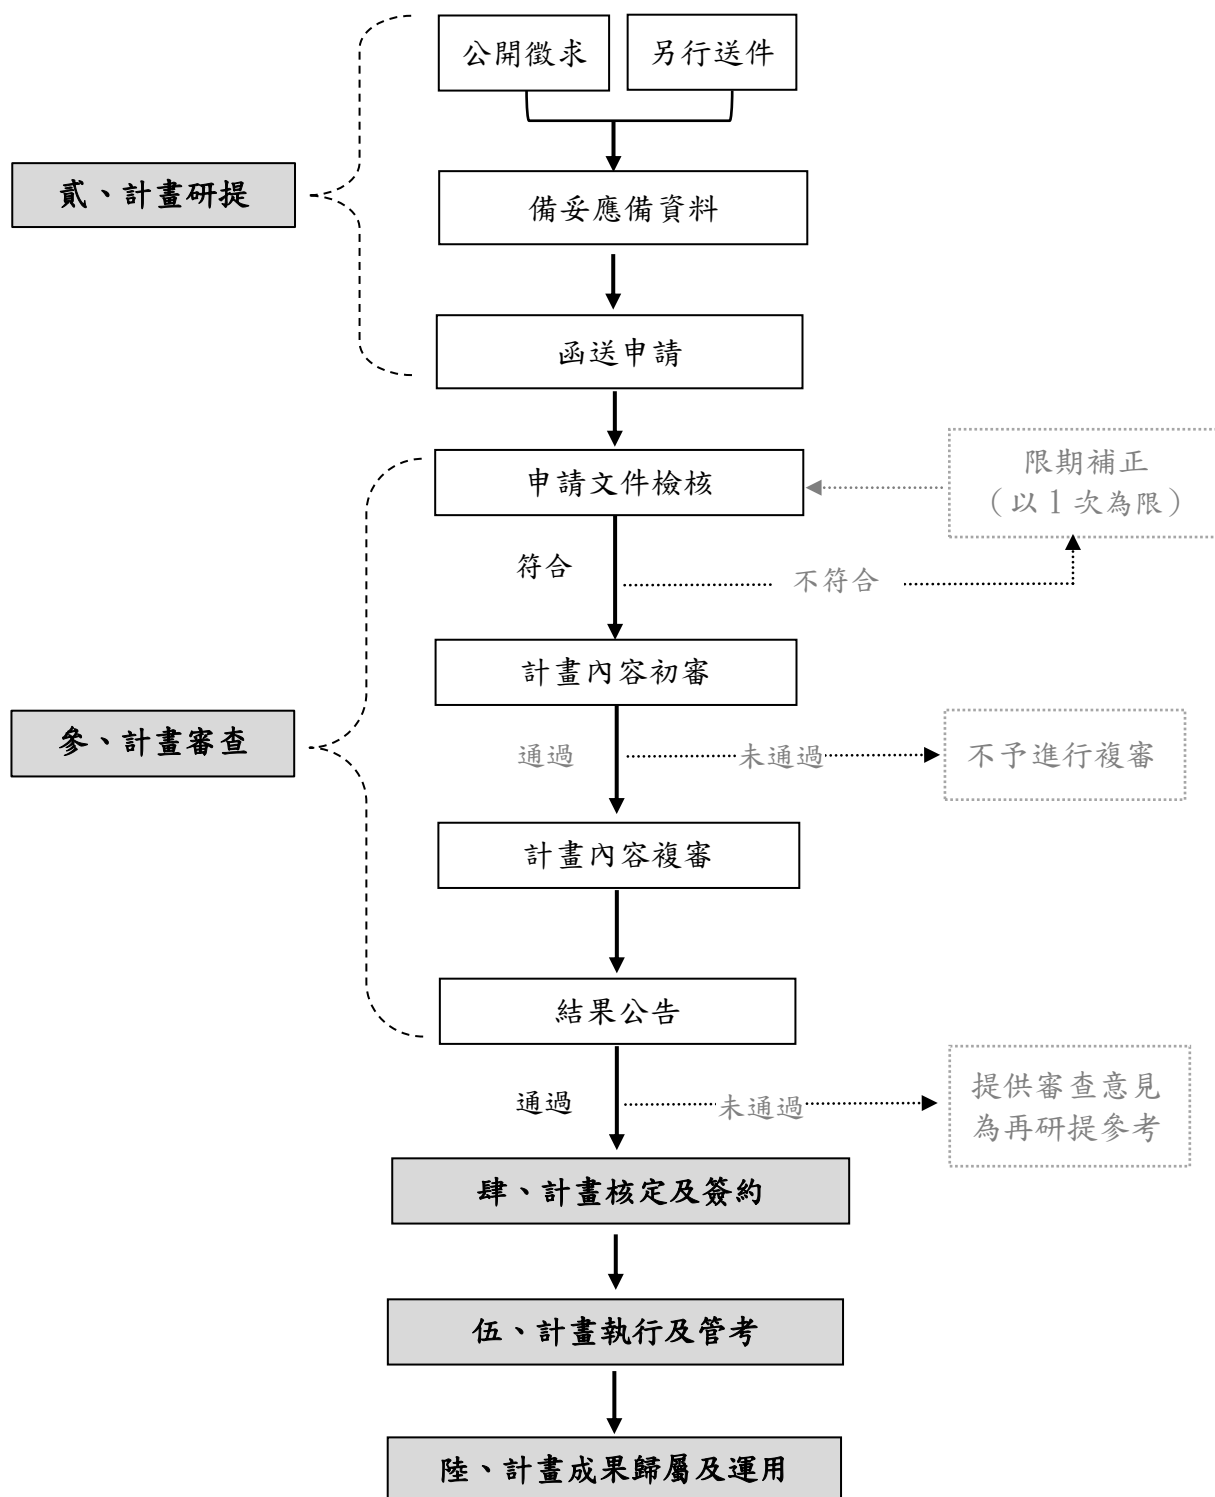 公開徵求
另行送件
貳、計畫研提
備妥應備資料
函送申請
申請文件檢核
限期補正
（以 1 次為限）
符合
不符合
計畫內容初審
參、計畫審查
通過
未通過
不予進行複審
計畫內容複審
結果公告
通過
未通過
提供審查意見
為再研提參考
肆、計畫核定及簽約
伍、計畫執行及管考
陸、計畫成果歸屬及運用